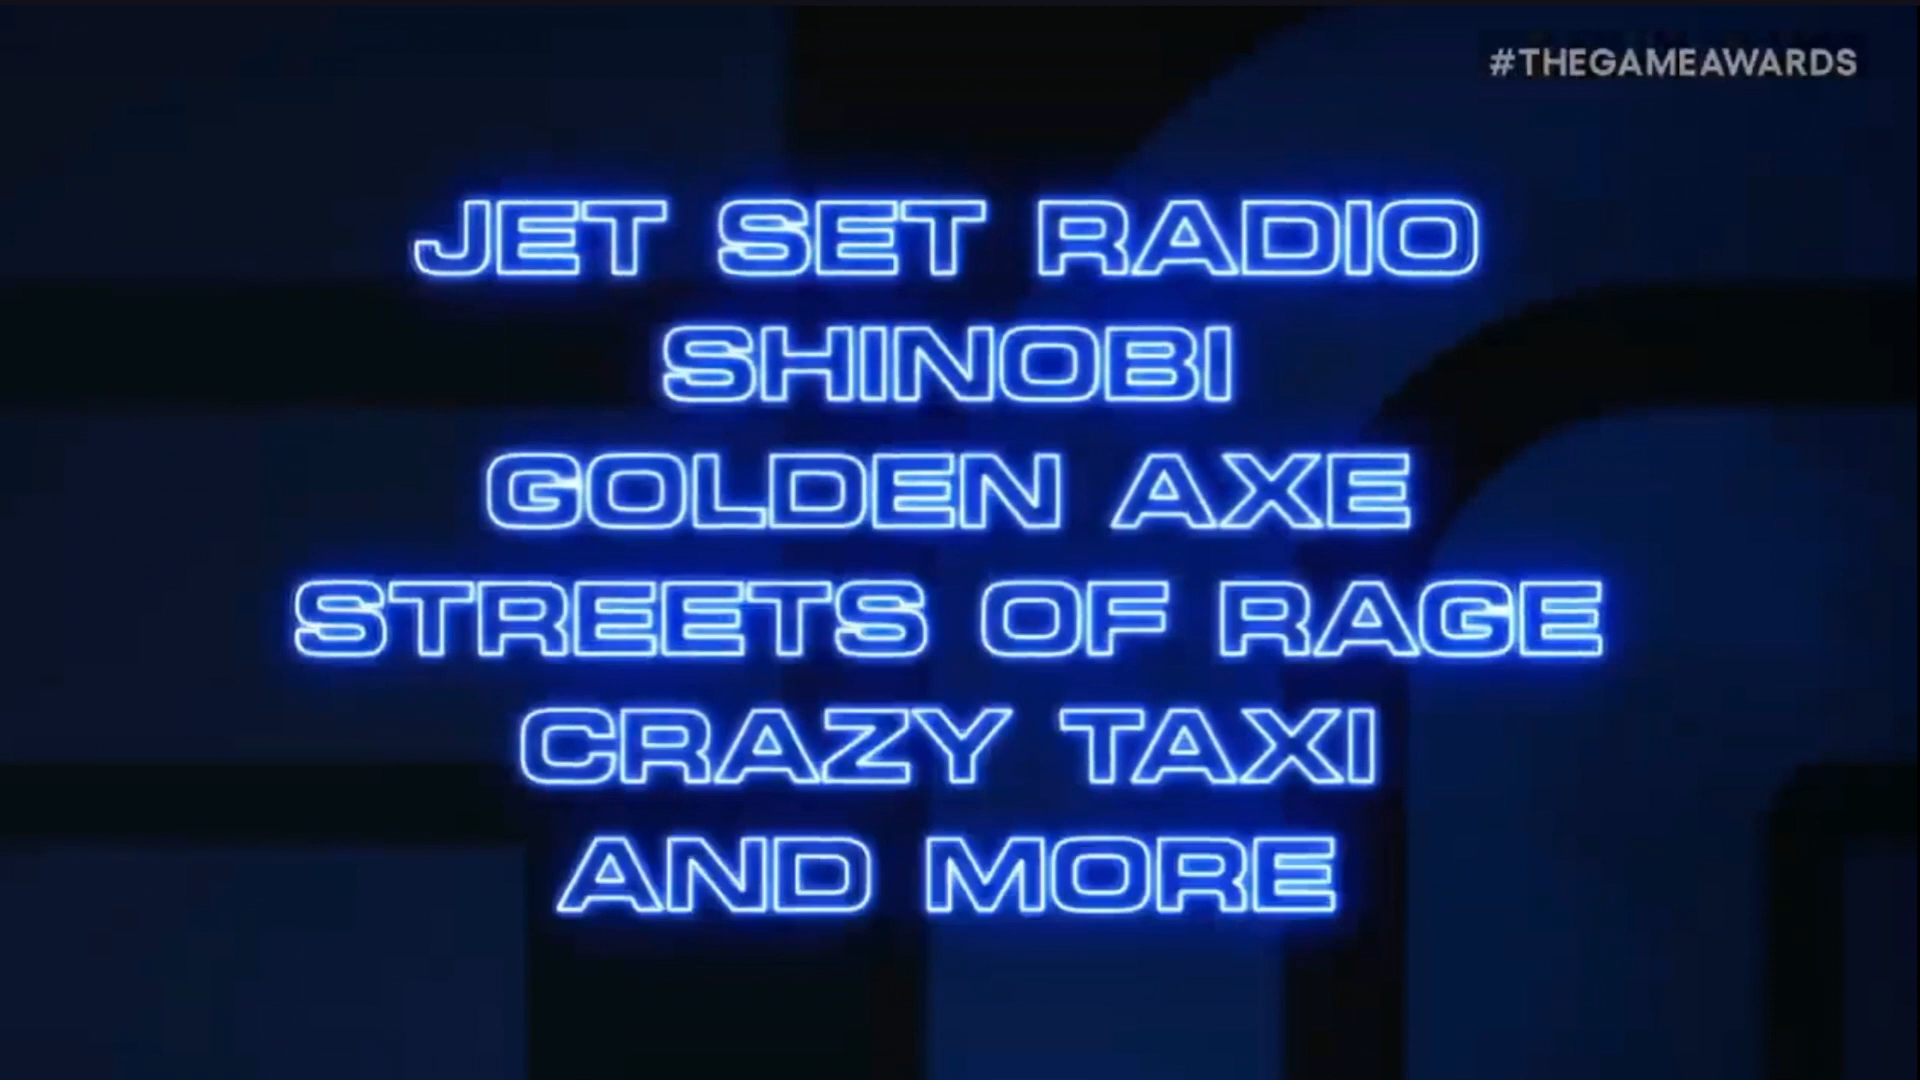 #THEGAMEAWARDS
JET SET RADIO
SHINOBI
GOLDEN AXE
STREETS OF RAGE
CRAZY TAXI
AND MORE